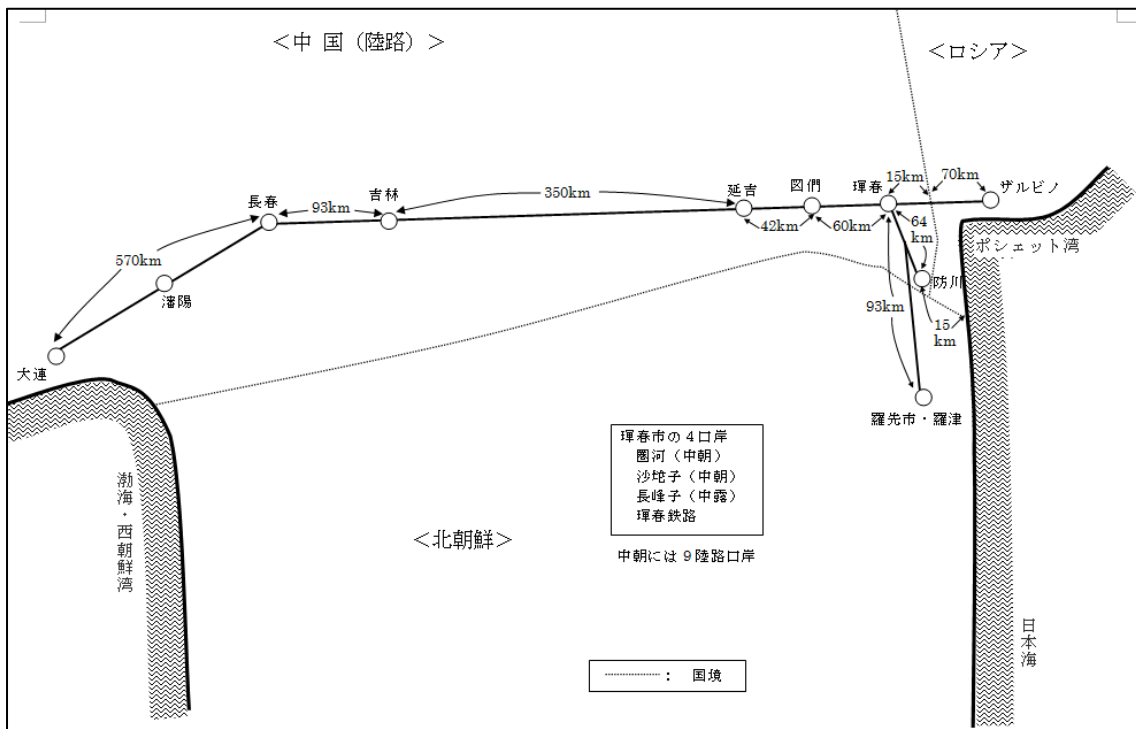 ＜中 国（陸路）＞
＜ロシア＞
長春
吉林
延吉
図們
琿春
ザルビノ
15km
70km
350km
93km
42km
60km
64
km
570km
瀋陽
ポシェット湾
防川
93km
15
km
大連
羅先市・羅津
琿春市の４口岸
圏河（中朝）
沙坨子（中朝）
長峰子（中露）
琿春鉄路
中朝には 9 陸路口岸
＜北朝鮮＞
渤海・西朝鮮湾
日本海
： 国境